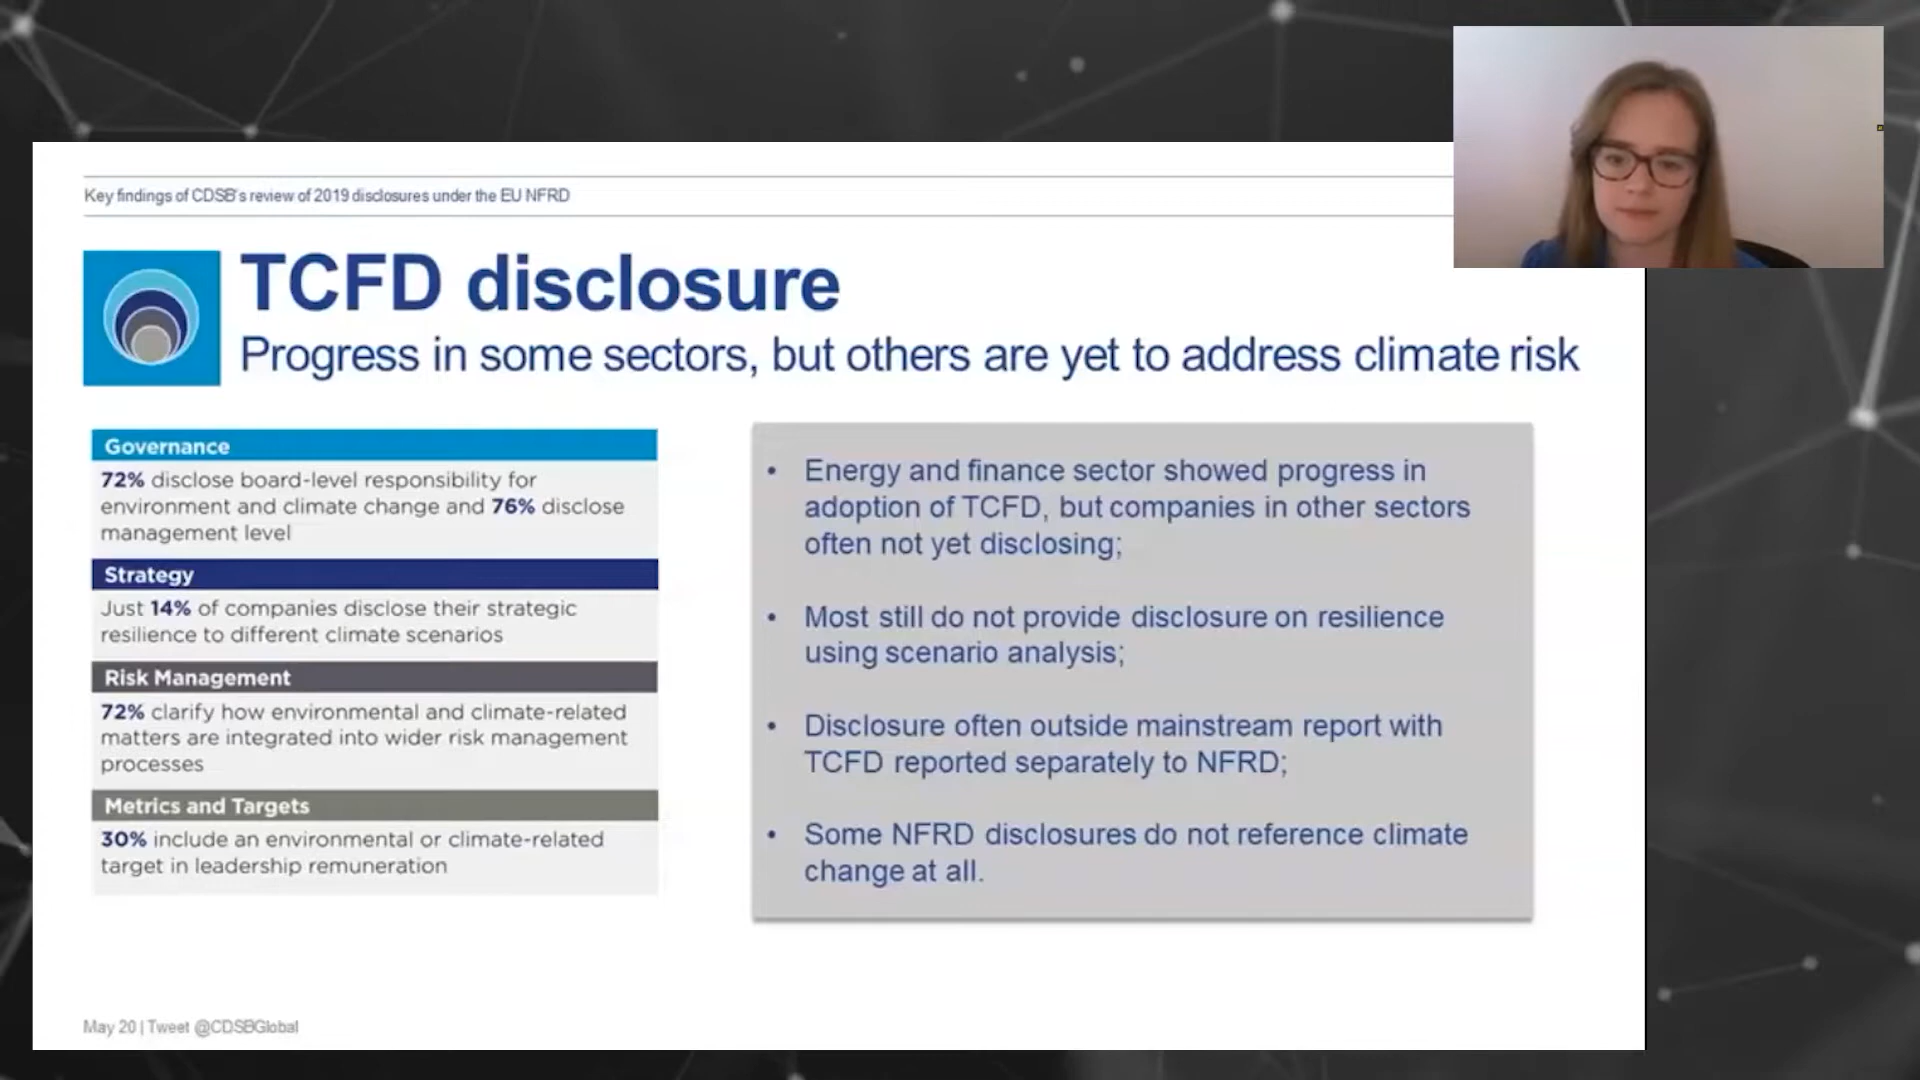 Key findings of CDSB's review of 2019 disclosures under the EU NFRD
TCFD disclosure
Progress in some sectors, but others are yet to address climate risk
Governance
72% disclose board-level responsibility for
environment and climate change and 76% disclose
management level
Strategy
Just 14% of companies disclose their strategic
resilience to different climate scenarios
Risk Management
72% clarify how environmental and climate-related
matters are integrated into wider risk management
processes
Metrics and Targets
30% include an environmental or climate-related
target in leadership remuneration
• Energy and finance sector showed progress in
adoption of TCFD, but companies in other sectors
often not yet disclosing;
• Most still do not provide disclosure on resilience
using scenario analysis;
• Disclosure often outside mainstream report with
TCFD reported separately to NFRD;
• Some NFRD disclosures do not reference climate
change at all.
May 20 | Tweet @CDSBGlobal